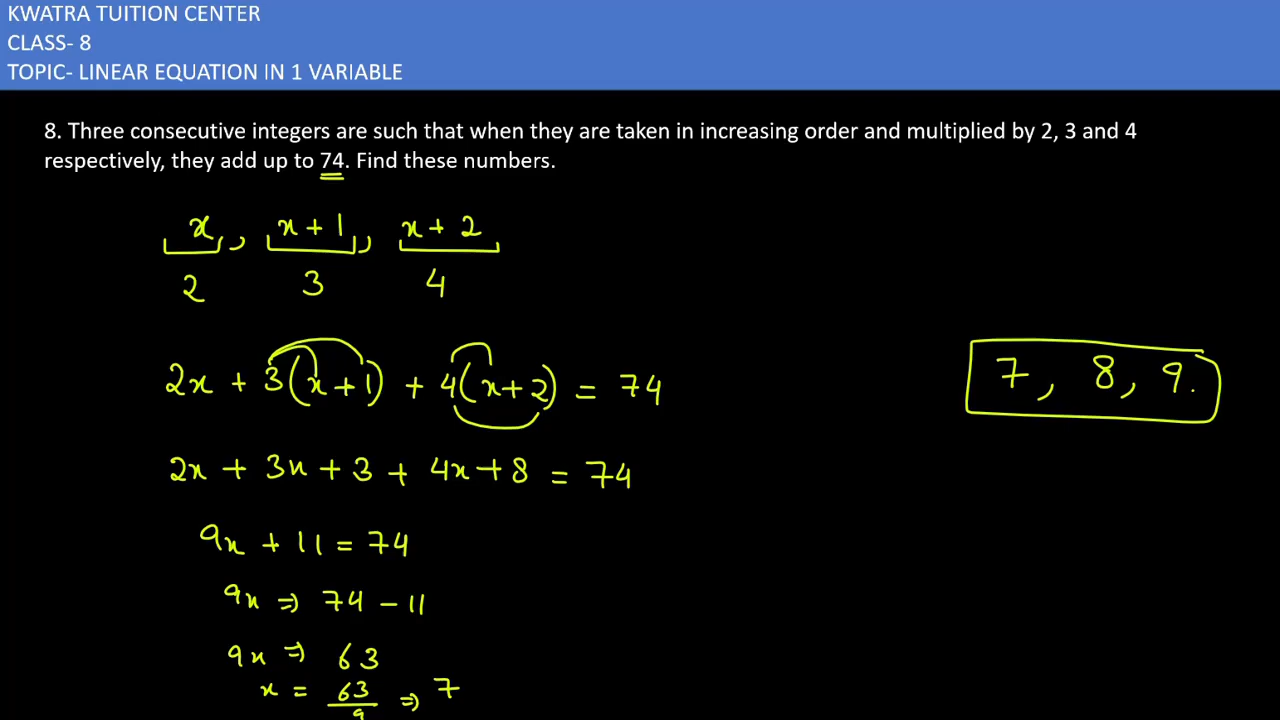 KWATRA TUITION CENTER
CLASS- 8
TOPIC- LINEAR EQUATION IN 1 VARIABLE
8. Three consecutive integers are such that when they are taken in increasing order and multiplied by 2, 3 and 4
respectively, they add up to 74. Find these numbers.
x, x + 1, x + 2
2 3 4
2x + 3(x+1) + 4(x+2) = 74
7, 8, 9.
2x + 3x + 3 + 4x + 8 = 74
9x + 11 = 74
9x ⇒ 74 - 11
9x ⇒ 63
x = 63/9 ⇒ 7